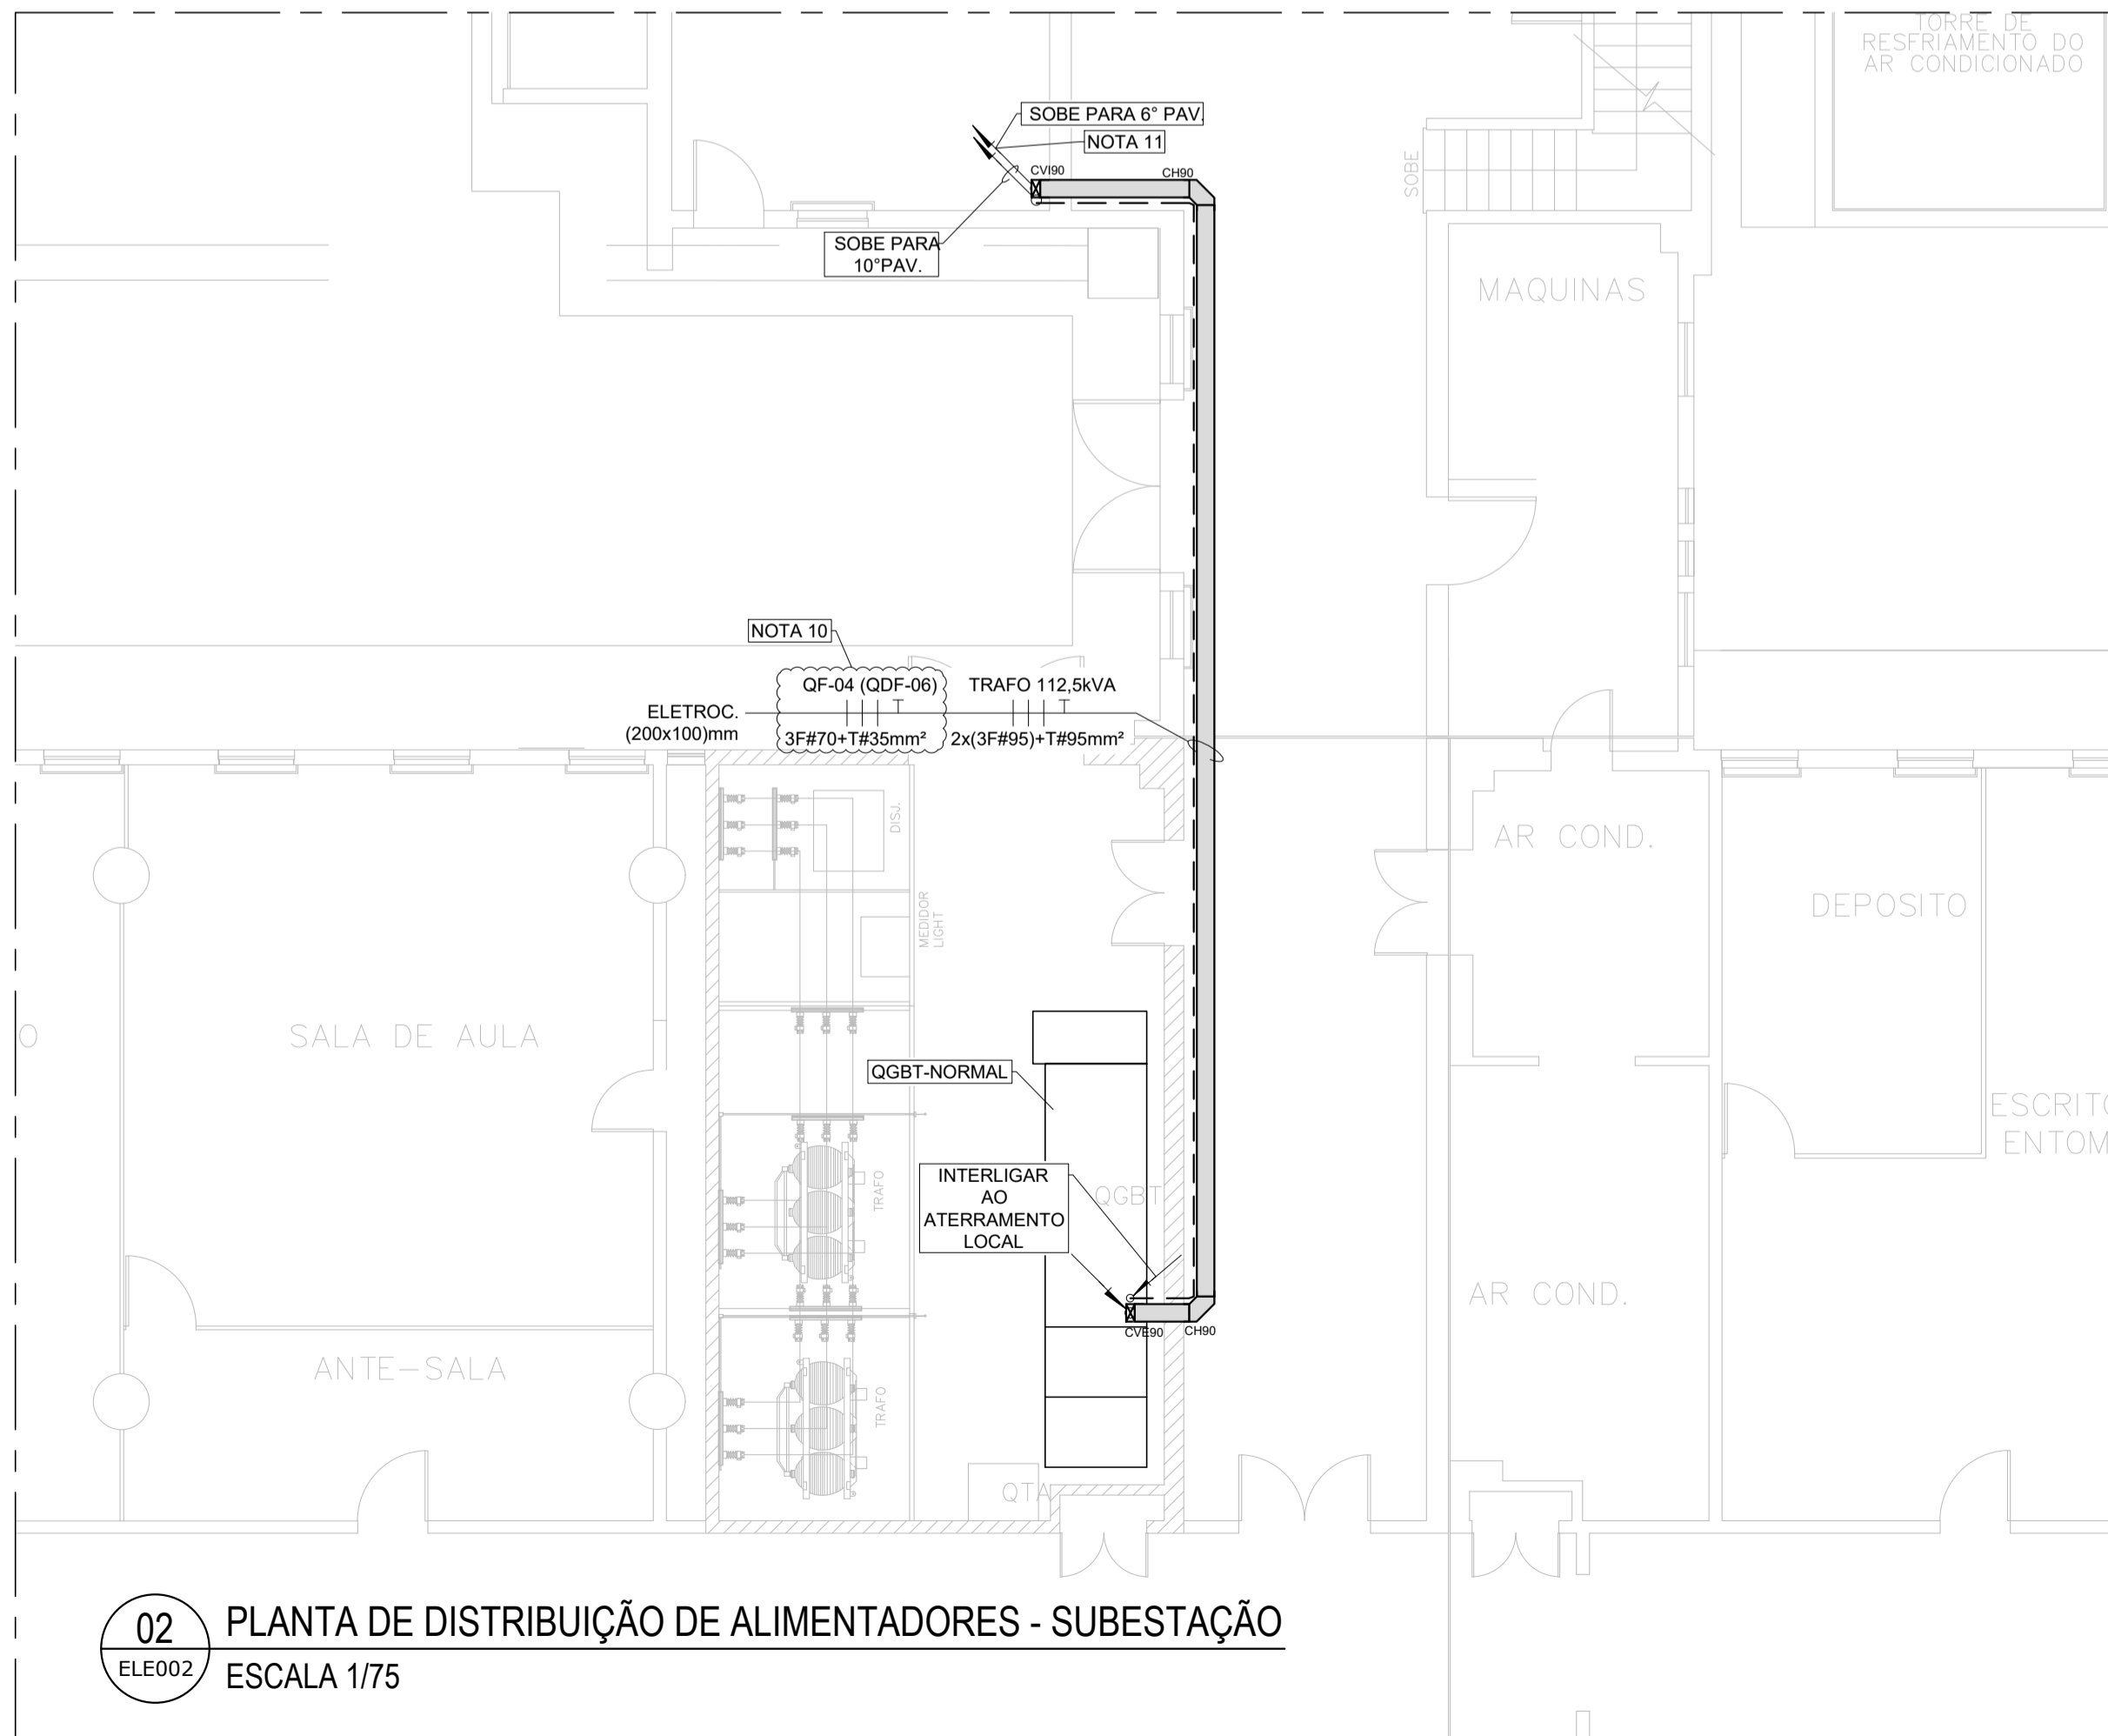 TORRE DE
RESFRIAMENTO DO
AR CONDICIONADO
SOBE PARA 6° PAV.
NOTA 11
CVI90
CH90
SOBE
SOBE PARA
10°PAV.
MAQUINAS
NOTA 10
QF-04 (QDF-06)
TRAFO 112,5kVA
ELETROC.
(200x100)mm
3F#70+T#35mm²
2x(3F#95)+T#95mm²
DISJ.
AR COND.
MEDIDOR
LIGHT
DEPOSITO
O
SALA DE AULA
QGBT-NORMAL
ESCRITO
ENTOM
INTERLIGAR
AO
ATERRAMENTO
LOCAL
QGBT
TRAFO
AR COND.
CVE90
CH90
ANTE-SALA
TRAFO
QTA
02
ELE002
PLANTA DE DISTRIBUIÇÃO DE ALIMENTADORES - SUBESTAÇÃO
ESCALA 1/75